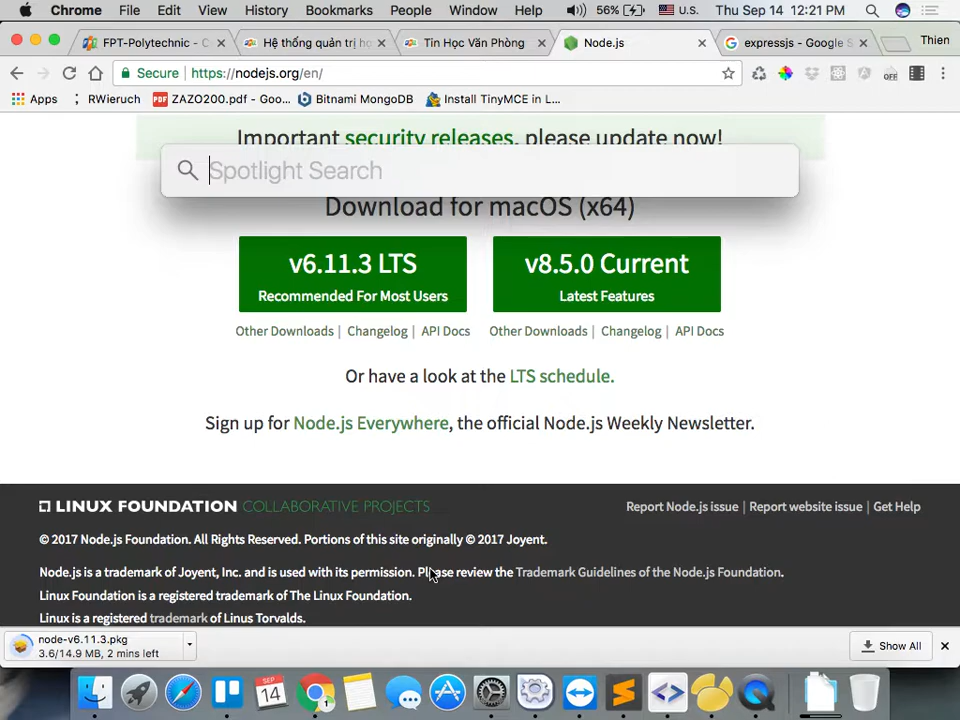 Chrome File Edit View History Bookmarks People Window Help 56% U.S. Thu Sep 14 12:21 PM
FPT-Polytechnic - C
Hệ thống quản trị họ
Tin Học Văn Phòng
Node.js
expressjs - Google S
Thien
Secure https://nodejs.org/en/
OFF
Apps
RWieruch
PDF ZAZO200.pdf - Goo...
Bitnami MongoDB
Install TinyMCE in L...
Important security releases, please update now!
Spotlight Search
Download for macOS (x64)
v6.11.3 LTS
Recommended For Most Users
v8.5.0 Current
Latest Features
Other Downloads | Changelog | API Docs
Other Downloads | Changelog | API Docs
Or have a look at the LTS schedule.
Sign up for Node.js Everywhere, the official Node.js Weekly Newsletter.
LINUX FOUNDATION COLLABORATIVE PROJECTS
Report Node.js issue | Report website issue | Get Help
© 2017 Node.js Foundation. All Rights Reserved. Portions of this site originally © 2017 Joyent.
Node.js is a trademark of Joyent, Inc. and is used with its permission. Please review the Trademark Guidelines of the Node.js Foundation.
Linux Foundation is a registered trademark of The Linux Foundation.
Linux is a registered trademark of Linus Torvalds.
node-v6.11.3.pkg
3.6/14.9 MB, 2 mins left
Show All
SEP
14
1